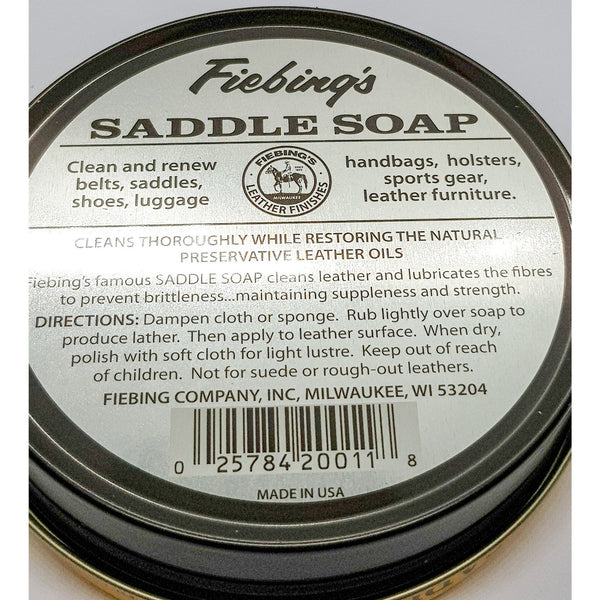 Fiebing's
SADDLE SOAP
Clean and renew
belts, saddles,
shoes, luggage
FIEBING'S
LEATHER FINISHES
MILWAUKEE
handbags, holsters,
sports gear,
leather furniture.
CLEANS THOROUGHLY WHILE RESTORING THE NATURAL
PRESERVATIVE LEATHER OILS
Fiebing's famous SADDLE SOAP cleans leather and lubricates the fibres
to prevent brittleness...maintaining suppleness and strength.
DIRECTIONS: Dampen cloth or sponge. Rub lightly over soap to
produce lather. Then apply to leather surface. When dry,
polish with soft cloth for light lustre. Keep out of reach
of children. Not for suede or rough-out leathers.
FIEBING COMPANY, INC, MILWAUKEE, WI 53204
0 25784 20011 8
MADE IN USA